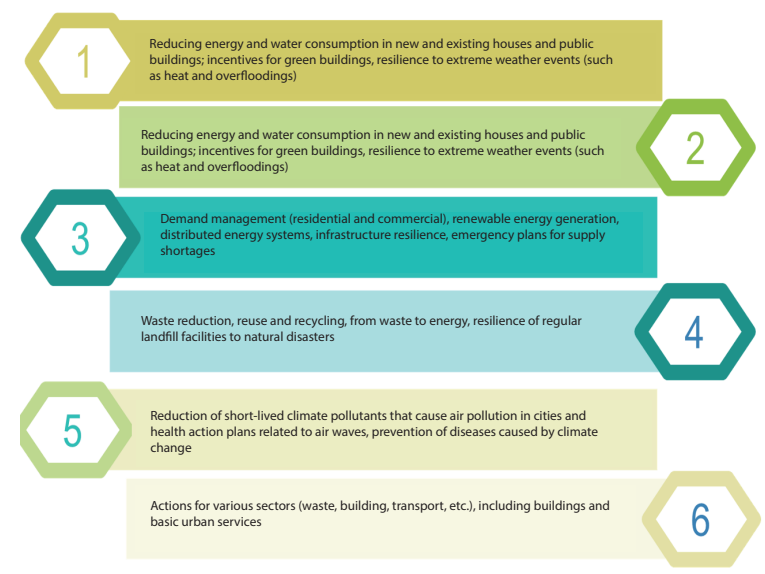 1
Reducing energy and water consumption in new and existing houses and public
buildings; incentives for green buildings, resilience to extreme weather events (such
as heat and overfloodings)
Reducing energy and water consumption in new and existing houses and public
buildings; incentives for green buildings, resilience to extreme weather events (such
as heat and overfloodings)
2
3
Demand management (residential and commercial), renewable energy generation,
distributed energy systems, infrastructure resilience, emergency plans for supply
shortages
Waste reduction, reuse and recycling, from waste to energy, resilience of regular
landfill facilities to natural disasters
4
5
Reduction of short-lived climate pollutants that cause air pollution in cities and
health action plans related to air waves, prevention of diseases caused by climate
change
Actions for various sectors (waste, building, transport, etc.), including buildings and
basic urban services
6